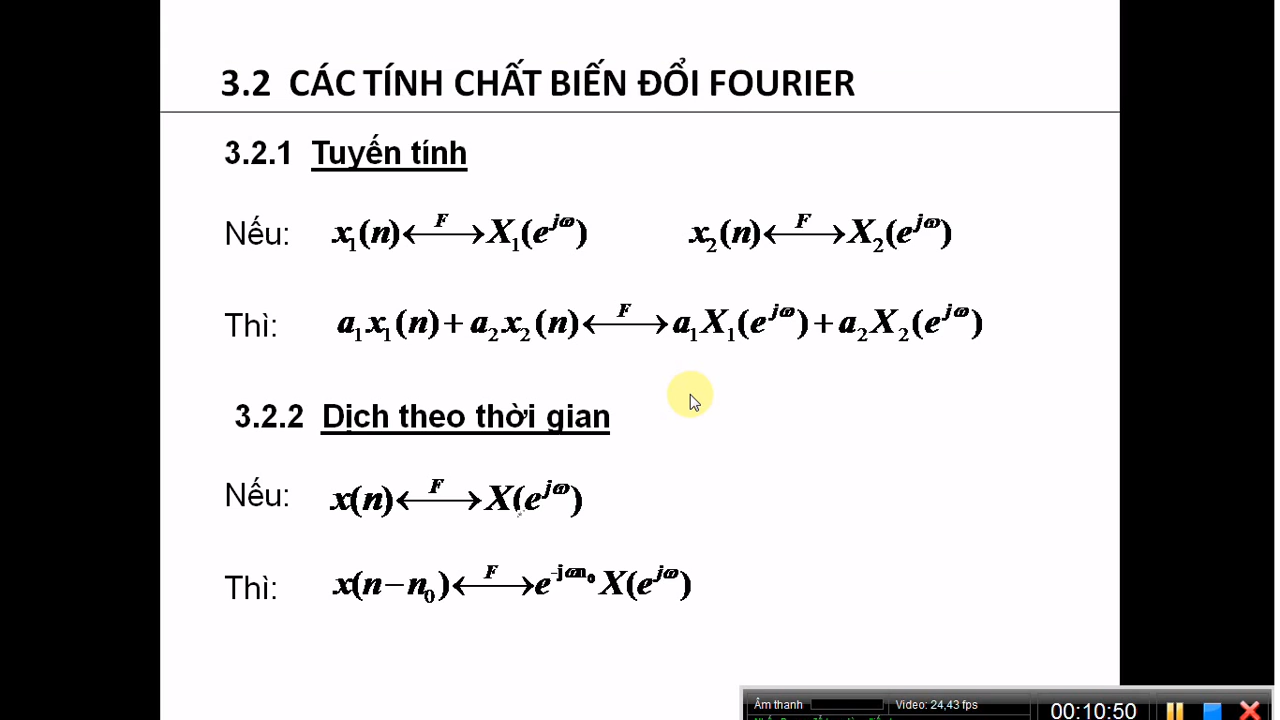 3.2 CÁC TÍNH CHẤT BIẾN ĐỔI FOURIER
3.2.1 Tuyến tính
Nếu: x₁(n) ←F→ X₁(e^{jω}) x₂(n) ←F→ X₂(e^{jω})
Thì: a₁x₁(n) + a₂x₂(n) ←F→ a₁X₁(e^{jω}) + a₂X₂(e^{jω})
3.2.2 Dịch theo thời gian
Nếu: x(n) ←F→ X(e^{jω})
Thì: x(n−n₀) ←F→ e^{-jωn₀} X(e^{jω})
Âm thanh
Video: 24,43 fps
00:10:50